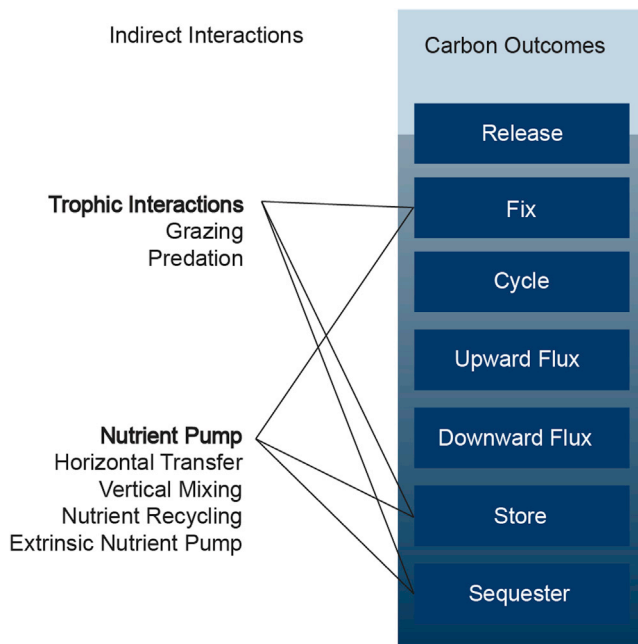 Indirect Interactions
Carbon Outcomes
Release
Trophic Interactions
Grazing
Predation
Fix
Cycle
Upward Flux
Nutrient Pump
Horizontal Transfer
Vertical Mixing
Nutrient Recycling
Extrinsic Nutrient Pump
Downward Flux
Store
Sequester